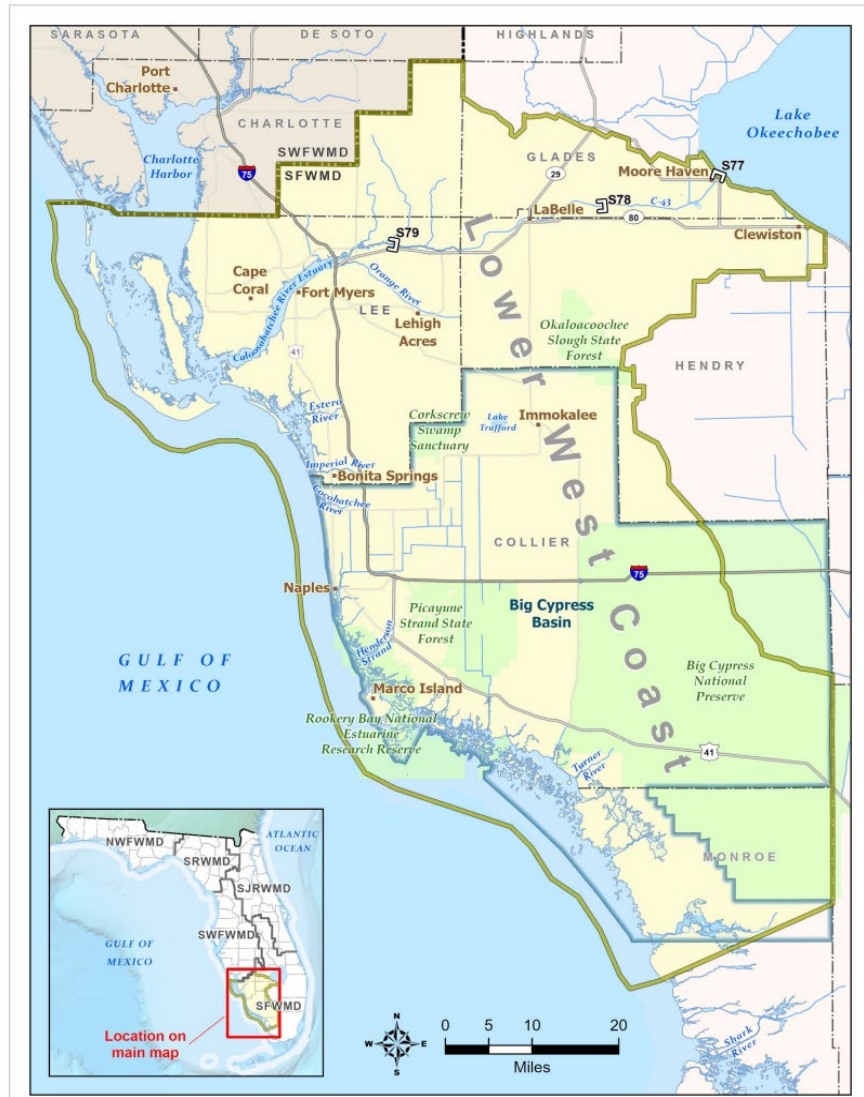 SARASOTA
DE SOTO
HIGHLANDS
Port
Charlotte
CHARLOTTE
Lake
Okeechobee
Charlotte
Harbor
SWFWMD
SFWMD
75
GLADES
29
Moore Haven
S77
S78
LaBelle
80
C-43
Clewiston
S79
Cape
Coral
Caloosahatchee River Estuary
Fort Myers
Orange River
LEE
Lehigh
Acres
41
Okaloacoochee
Slough State
Forest
HENDRY
Lower West Coast
Estero
River
Corkscrew
Swamp
Sanctuary
Lake
Trafford
Immokalee
Imperial River
Bonita Springs
Cocohatchee
River
COLLIER
75
Naples
Big Cypress
Basin
Picayune
Strand State
Forest
Henderson
Strand
GULF OF
MEXICO
Big Cypress
National
Preserve
Marco Island
Rookery Bay National
Estuarine
Research Reserve
41
Turner
River
MONROE
Shark
River
NWFWMD
SRWMD
SJRWMD
SWFWMD
SFWMD
ATLANTIC
OCEAN
GULF OF
MEXICO
Location on
main map
N
W E
S
0 5 10 20
Miles